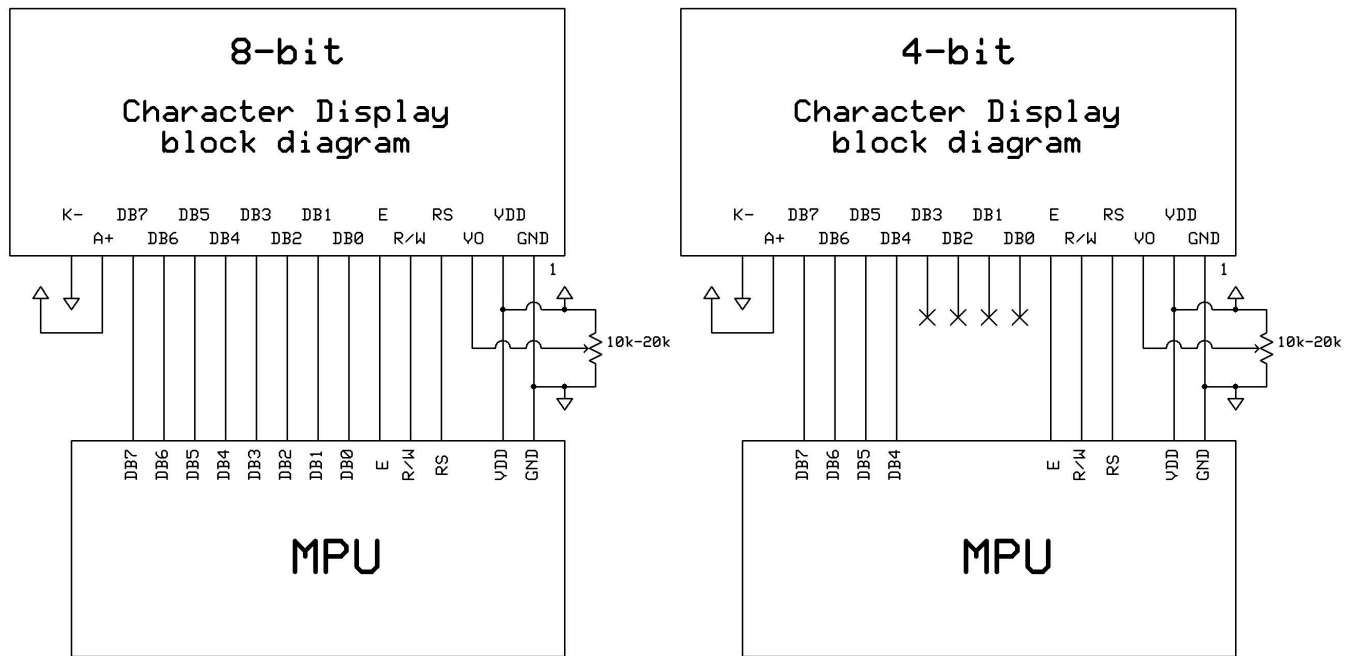 8-bit
Character Display
block diagram
K- DB7 DB5 DB3 DB1 E RS VDD
A+ DB6 DB4 DB2 DB0 R/W VO GND
1
10k-20k
DB7 DB6 DB5 DB4 DB3 DB2 DB1 DB0 E R/W RS VDD GND
MPU
4-bit
Character Display
block diagram
K- DB7 DB5 DB3 DB1 E RS VDD
A+ DB6 DB4 DB2 DB0 R/W VO GND
1
10k-20k
DB7 DB6 DB5 DB4 E R/W RS VDD GND
MPU